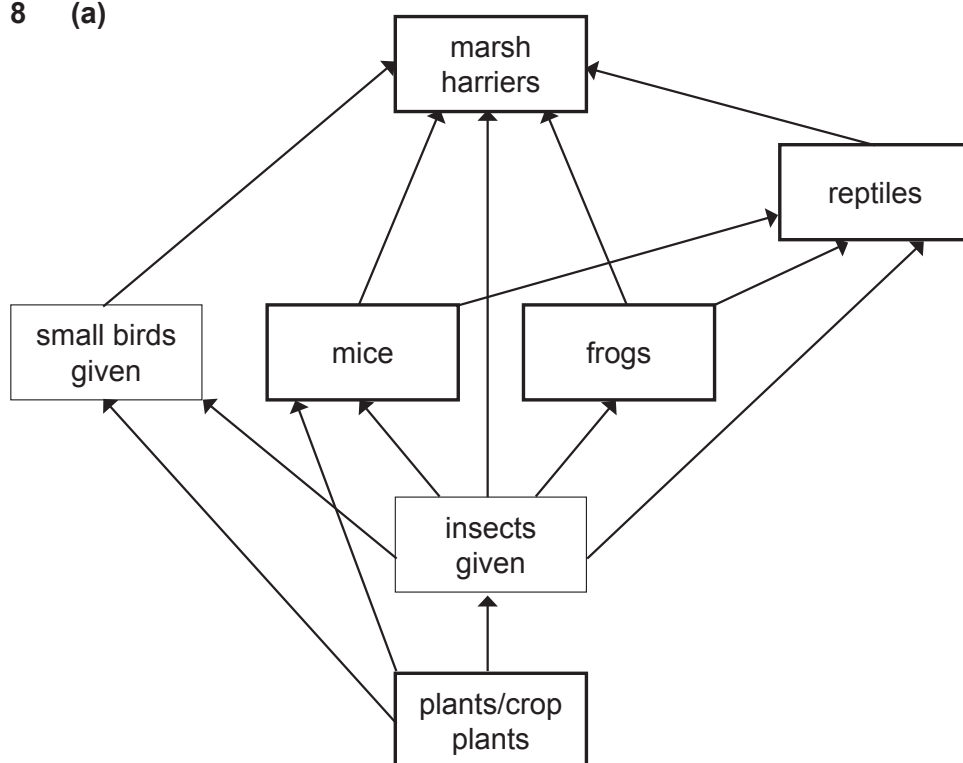 8 (a)
marsh
harriers
reptiles
small birds
given
mice
frogs
insects
given
plants/crop
plants